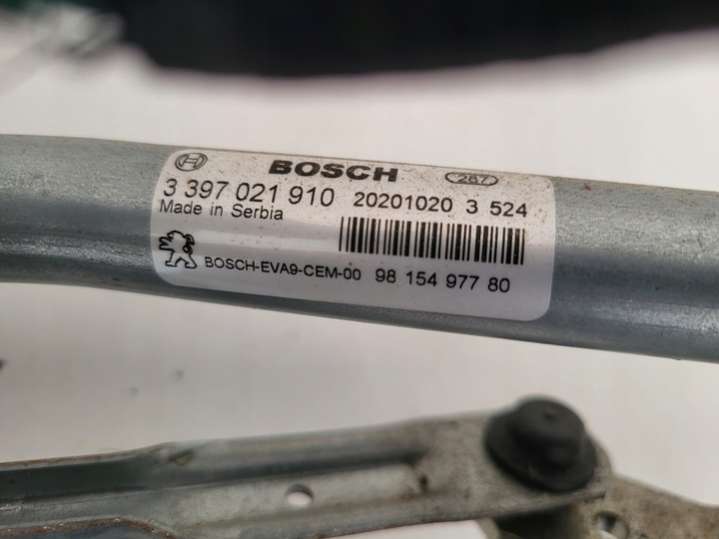 BOSCH 287
3 397 021 910 20201020 3 524
Made in Serbia
BOSCH-EVA9-CEM-00 98 154 977 80